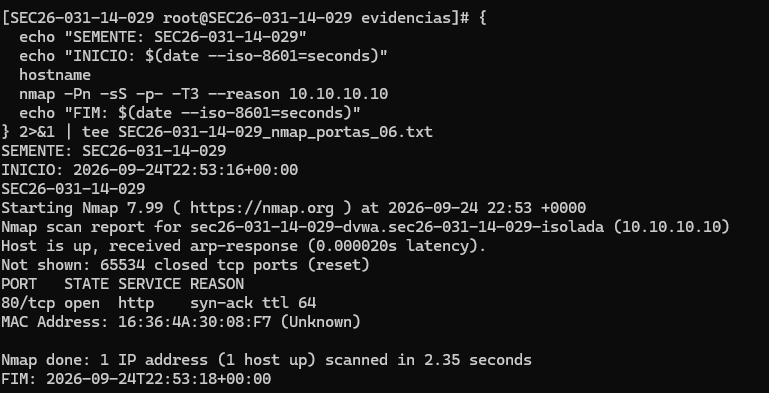 [SEC26-031-14-029 root@SEC26-031-14-029 evidencias]# {
  echo "SEMENTE: SEC26-031-14-029"
  echo "INICIO: $(date --iso-8601=seconds)"
  hostname
  nmap -Pn -sS -p- -T3 --reason 10.10.10.10
  echo "FIM: $(date --iso-8601=seconds)"
} 2>&1 | tee SEC26-031-14-029_nmap_portas_06.txt
SEMENTE: SEC26-031-14-029
INICIO: 2026-09-24T22:53:16+00:00
SEC26-031-14-029
Starting Nmap 7.99 ( https://nmap.org ) at 2026-09-24 22:53 +0000
Nmap scan report for sec26-031-14-029-dvwa.sec26-031-14-029-isolada (10.10.10.10)
Host is up, received arp-response (0.000020s latency).
Not shown: 65534 closed tcp ports (reset)
PORT   STATE SERVICE REASON
80/tcp open  http    syn-ack ttl 64
MAC Address: 16:36:4A:30:08:F7 (Unknown)

Nmap done: 1 IP address (1 host up) scanned in 2.35 seconds
FIM: 2026-09-24T22:53:18+00:00